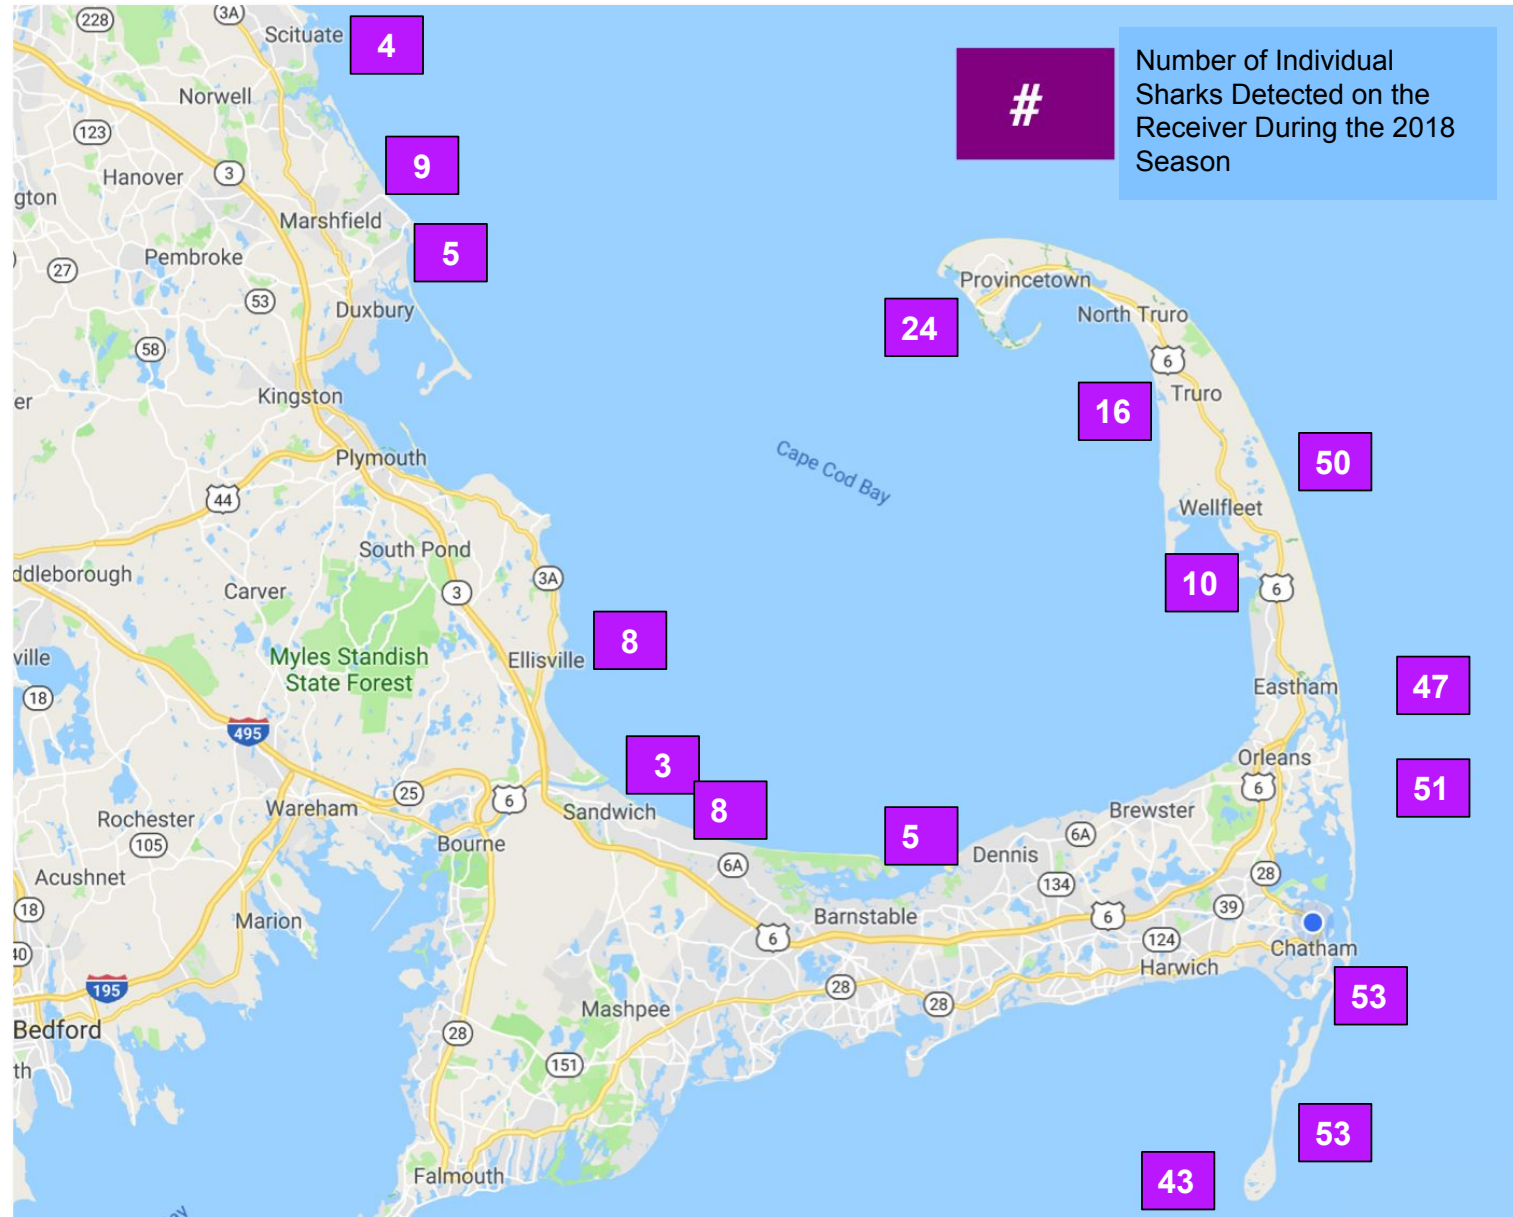 228
3A
Scituate
4
#
Number of Individual
Sharks Detected on the
Receiver During the 2018
Season
Norwell
123
9
Hanover
3
gton
Marshfield
5
Pembroke
27
53
Duxbury
Provincetown
24
North Truro
58
6
Kingston
er
16
Truro
Plymouth
Cape Cod Bay
50
44
Wellfleet
South Pond
ddleborough
3A
Carver
3
10
6
8
ville
Myles Standish
State Forest
Ellisville
18
Eastham
47
495
3
Orleans
25
6
Sandwich
8
6
51
Wareham
Brewster
Rochester
105
Bourne
5
6A
Dennis
6A
Acushnet
134
28
18
Marion
Barnstable
6
39
40
6
124
Chatham
Harwich
195
28
28
53
Bedford
Mashpee
28
th
151
53
Falmouth
43
ay